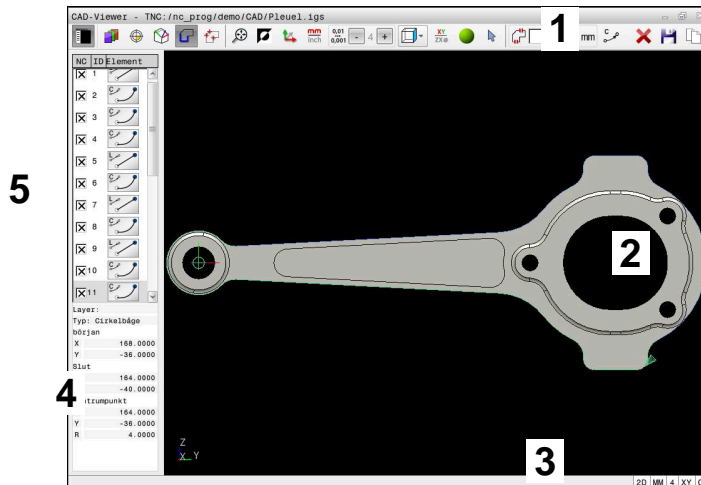 CAD-Viewer - TNC:/nc_prog/demo/CAD/Pleuel.igs
1
mm
inch
0,01
0,001
- 4 +
XY
ZXØ
mm
NC ID Element
1
2
3
4
5
6
7
8
9
10
11
5
2
Layer:
Typ: Cirkelbåge
början
X 168.0000
Y -36.0000
Slut
164.0000
-40.0000
4
trumpunkt
164.0000
Y -36.0000
R 4.0000
Z
X Y
3
2D MM 4 XY